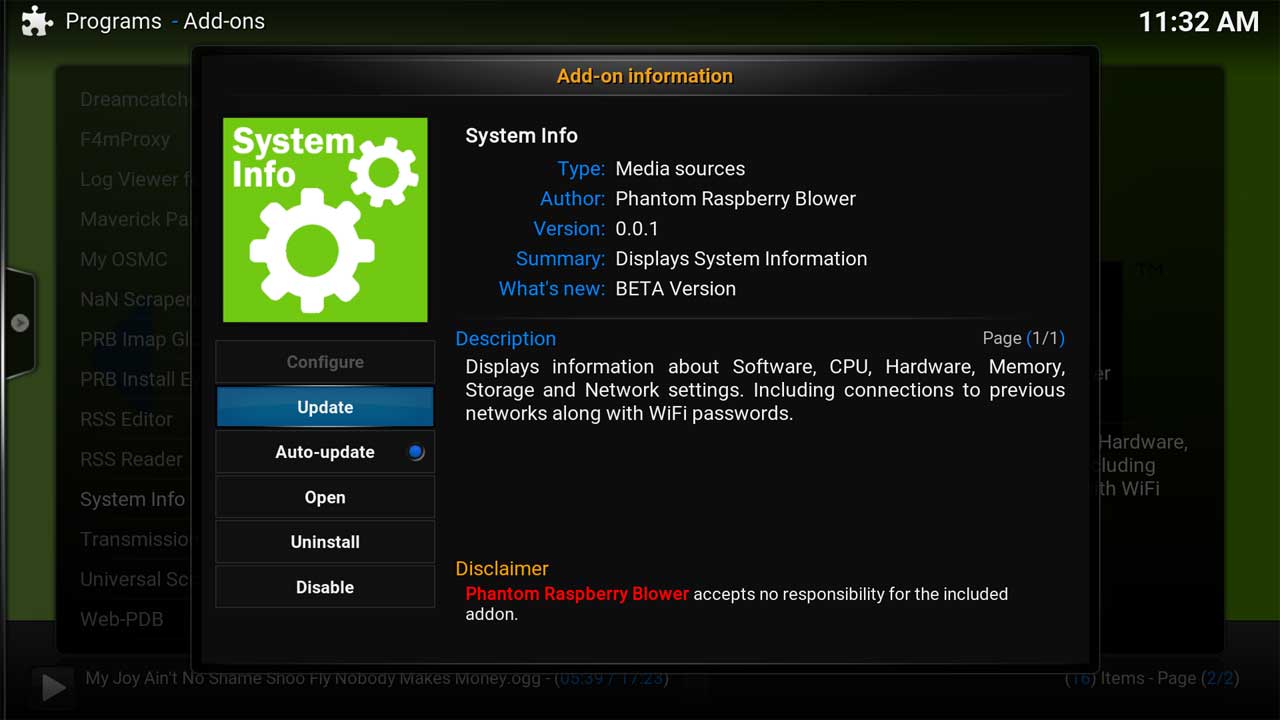 Programs - Add-ons
11:32 AM
Add-on information
System
Info
System Info
Type: Media sources
Author: Phantom Raspberry Blower
Version: 0.0.1
Summary: Displays System Information
What's new: BETA Version
Description
Page (1/1)
Displays information about Software, CPU, Hardware, Memory,
Storage and Network settings. Including connections to previous
networks along with WiFi passwords.
Configure
Update
Auto-update
Open
Uninstall
Disable
Disclaimer
Phantom Raspberry Blower accepts no responsibility for the included
addon.
Dreamcatch
F4mProxy
Log Viewer f
Maverick Pa
My OSMC
NaN Scraper
PRB Imap Gl
PRB Install E
RSS Editor
RSS Reader
System Info
Transmissio
Universal Sc
Web-PDB
TM
er
Hardware,
cluding
th WiFi
My Joy Ain't No Shame Shoo Fly Nobody Makes Money.ogg - (05:39 / 17:23)
(16) Items - Page (2/2)